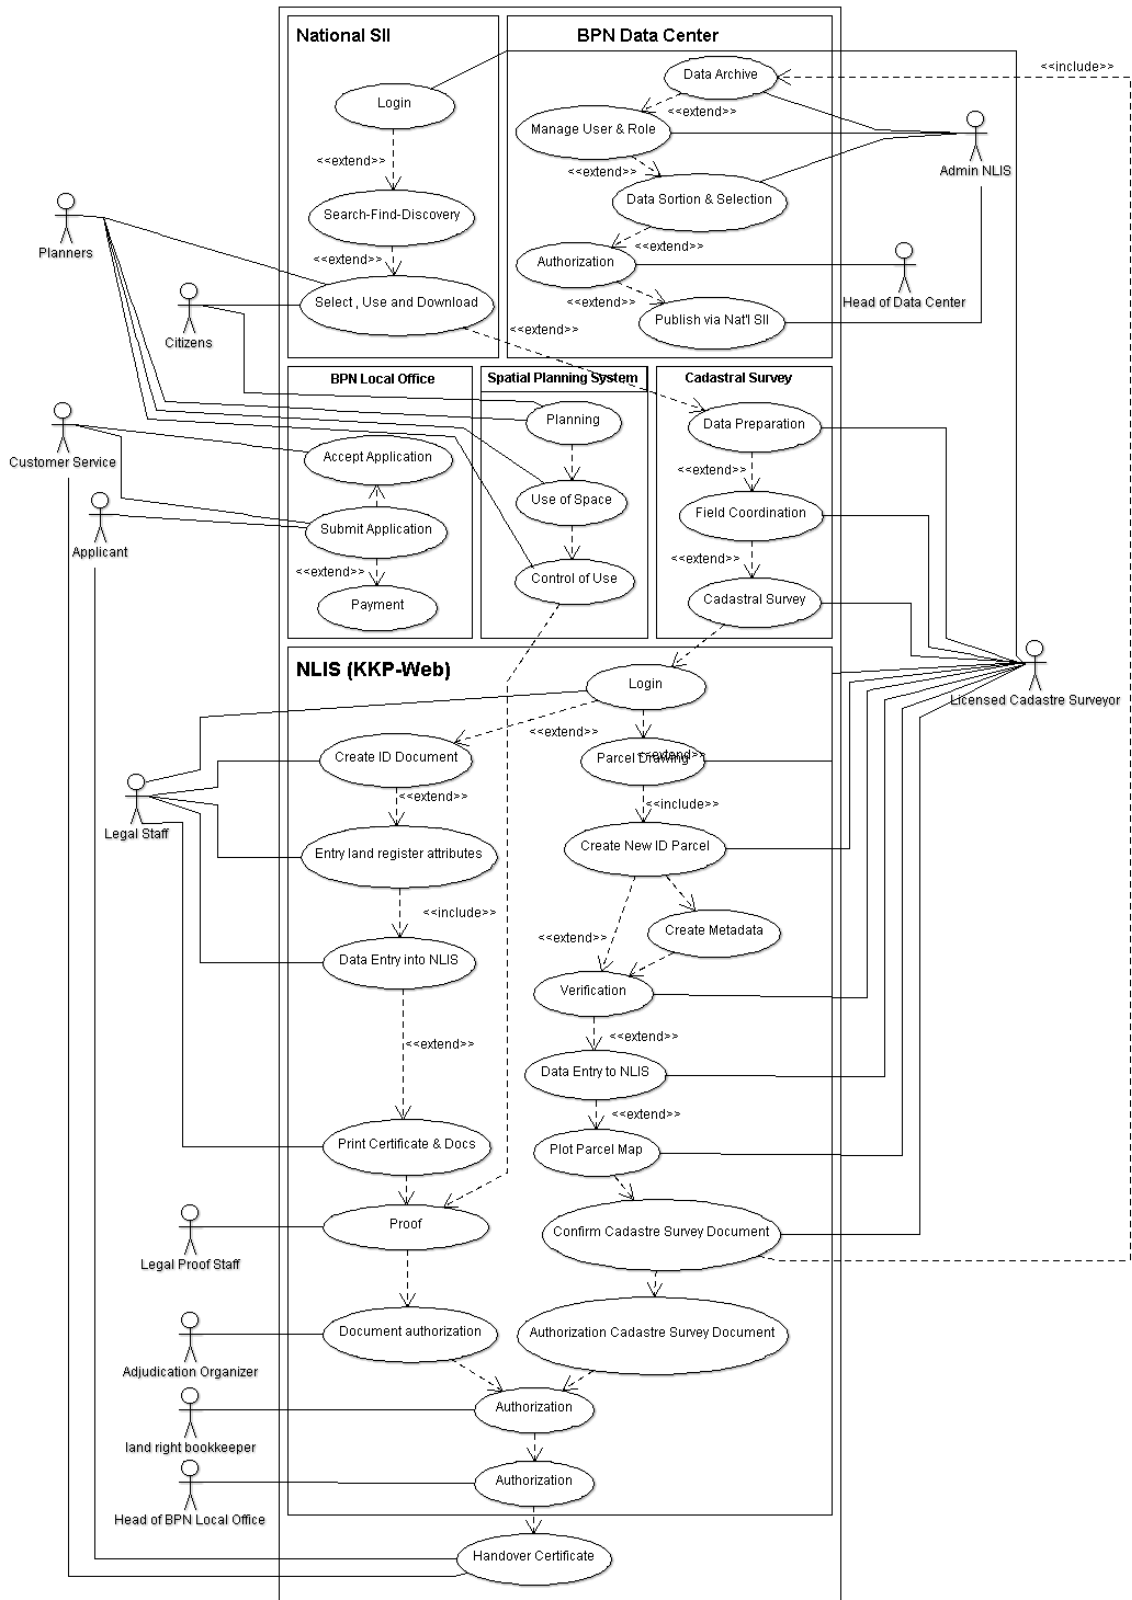 National SII
BPN Data Center
<<include>>
Data Archive
Login
<<extend>>
Manage User & Role
<<extend>>
<<extend>>
Admin NLIS
Data Sortion & Selection
Search-Find-Discovery
<<extend>>
Planners
<<extend>>
Authorization
<<extend>>
Head of Data Center
Select , Use and Download
Citizens
Publish via Nat'l SII
<<extend>>
BPN Local Office
Spatial Planning System
Cadastral Survey
Planning
Data Preparation
Customer Service
Accept Application
<<extend>>
Use of Space
Field Coordination
Submit Application
Applicant
<<extend>>
<<extend>>
Control of Use
Payment
Cadastral Survey
NLIS (KKP-Web)
Login
Licensed Cadastre Surveyor
<<extend>>
Create ID Document
<<extend>>
Parcel Drawing
<<extend>>
<<include>>
Legal Staff
Entry land register attributes
Create New ID Parcel
<<include>>
Create Metadata
<<extend>>
Data Entry into NLIS
Verification
<<extend>>
<<extend>>
Data Entry to NLIS
<<extend>>
Print Certificate & Docs
Plot Parcel Map
Proof
Confirm Cadastre Survey Document
Legal Proof Staff
Document authorization
Authorization Cadastre Survey Document
Adjudication Organizer
Authorization
land right bookkeeper
Authorization
Head of BPN Local Office
Handover Certificate